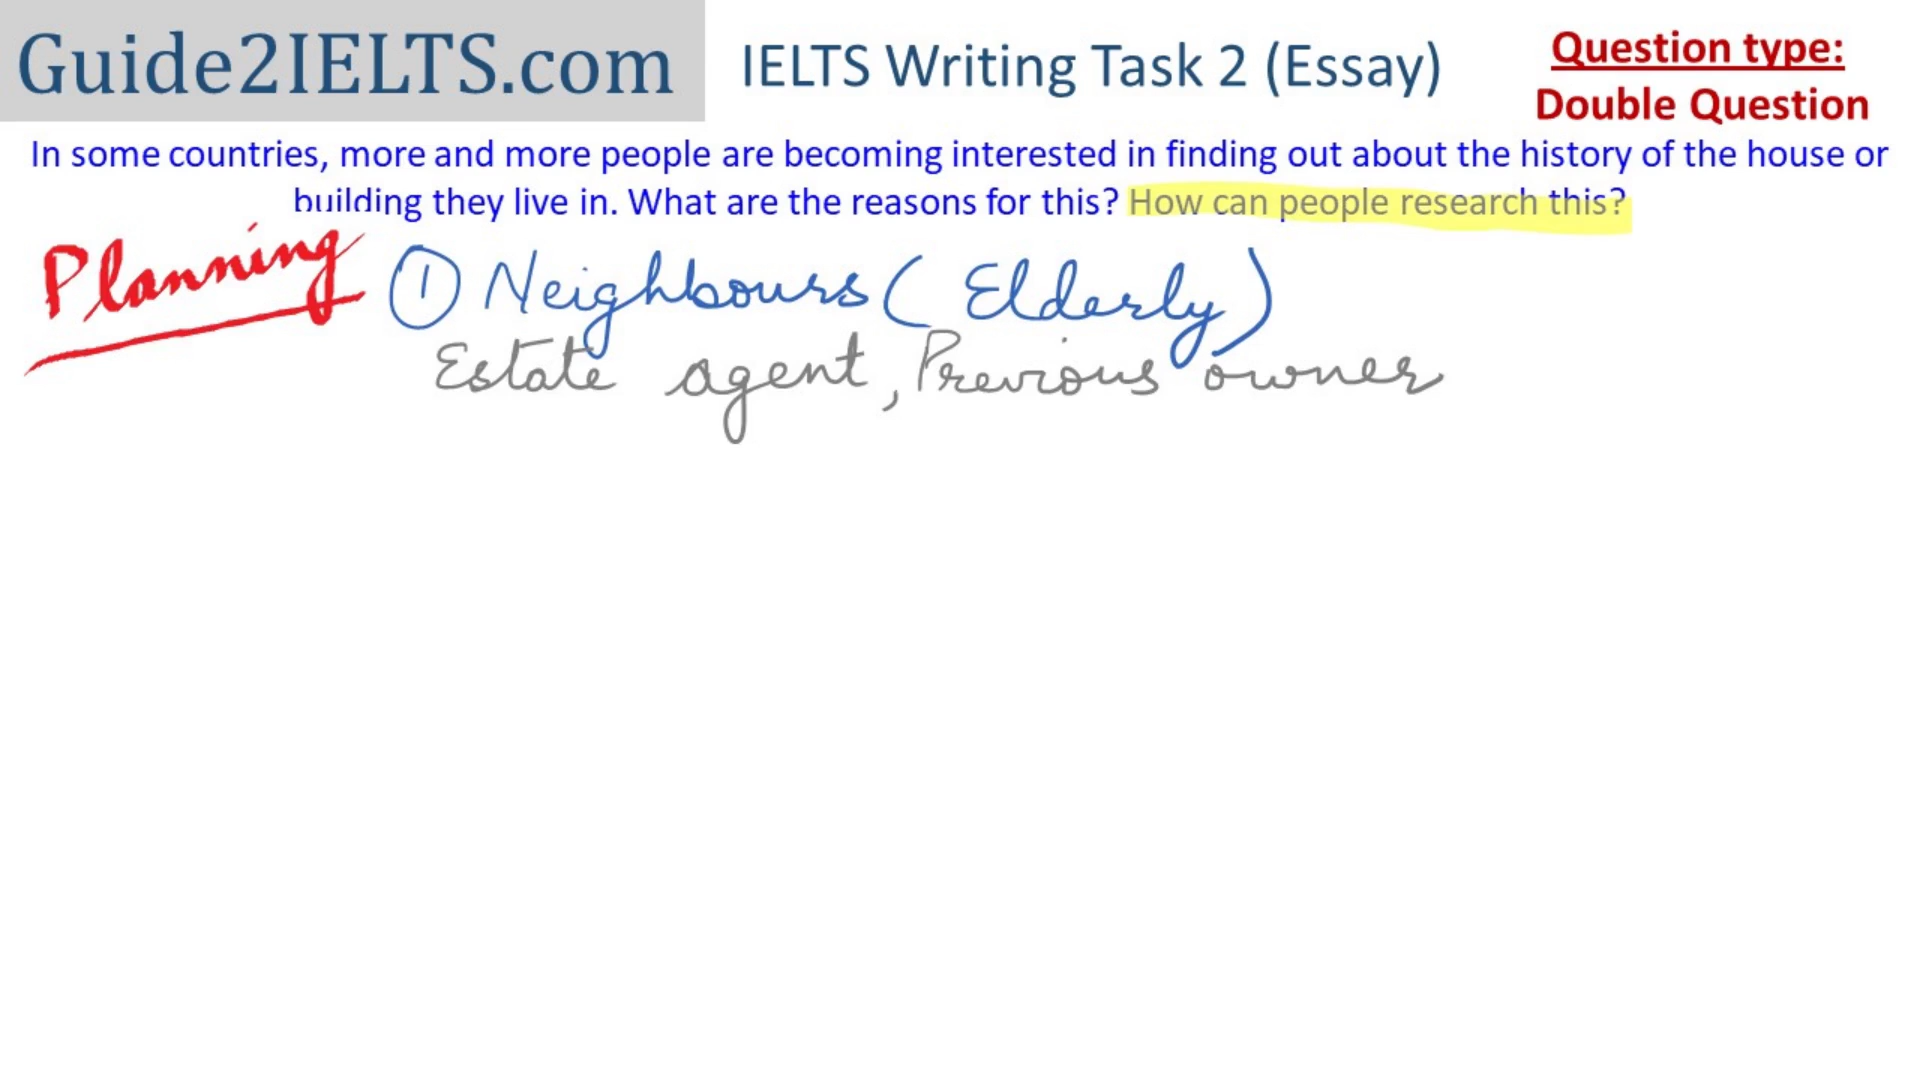 Guide2IELTS.com
IELTS Writing Task 2 (Essay)
Question type:
Double Question
In some countries, more and more people are becoming interested in finding out about the history of the house or
building they live in. What are the reasons for this? How can people research this?
Planning
① Neighbours (Elderly)
Estate agent, Previous owner